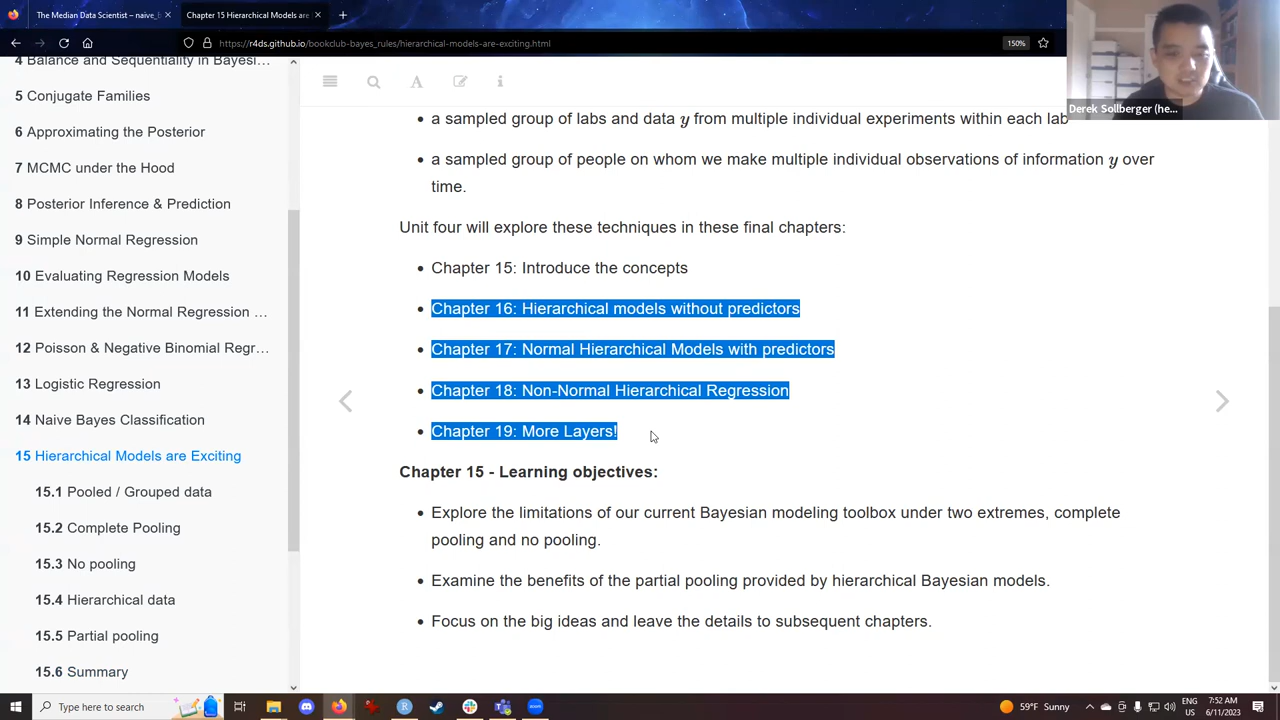 The Median Data Scientist – naive_b
Chapter 15 Hierarchical Models are
https://r4ds.github.io/bookclub-bayes_rules/hierarchical-models-are-exciting.html
150%
Derek Sollberger (he...
4 Balance and Sequentiality in Bayesi...
5 Conjugate Families
6 Approximating the Posterior
7 MCMC under the Hood
8 Posterior Inference & Prediction
9 Simple Normal Regression
10 Evaluating Regression Models
11 Extending the Normal Regression ...
12 Poisson & Negative Binomial Regr...
13 Logistic Regression
14 Naive Bayes Classification
15 Hierarchical Models are Exciting
15.1 Pooled / Grouped data
15.2 Complete Pooling
15.3 No pooling
15.4 Hierarchical data
15.5 Partial pooling
15.6 Summary
• a sampled group of labs and data y from multiple individual experiments within each lab
• a sampled group of people on whom we make multiple individual observations of information y over
time.
Unit four will explore these techniques in these final chapters:
• Chapter 15: Introduce the concepts
• Chapter 16: Hierarchical models without predictors
• Chapter 17: Normal Hierarchical Models with predictors
• Chapter 18: Non-Normal Hierarchical Regression
• Chapter 19: More Layers!
Chapter 15 - Learning objectives:
• Explore the limitations of our current Bayesian modeling toolbox under two extremes, complete
pooling and no pooling.
• Examine the benefits of the partial pooling provided by hierarchical Bayesian models.
• Focus on the big ideas and leave the details to subsequent chapters.
Type here to search
59°F Sunny
ENG
US
7:52 AM
6/11/2023